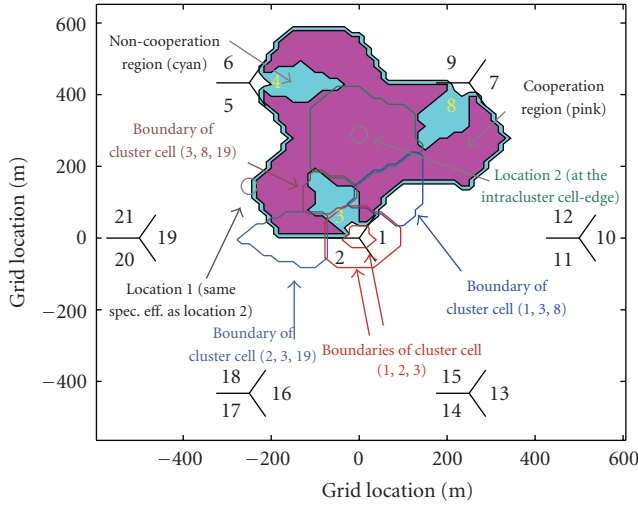 600
400
200
0
−200
−400
Grid location (m)
−400
−200
0
200
400
600
Grid location (m)
Non-cooperation
region (cyan)
6
5
4
9
7
8
Cooperation
region (pink)
Boundary of
cluster cell
(3, 8, 19)
Location 2 (at the
intracluster cell-edge)
3
21
19
20
1
2
12
10
11
Location 1 (same
spec. eff. as location 2)
Boundary of
cluster cell (1, 3, 8)
Boundary of
cluster cell (2, 3, 19)
Boundaries of cluster cell
(1, 2, 3)
18
16
17
15
13
14